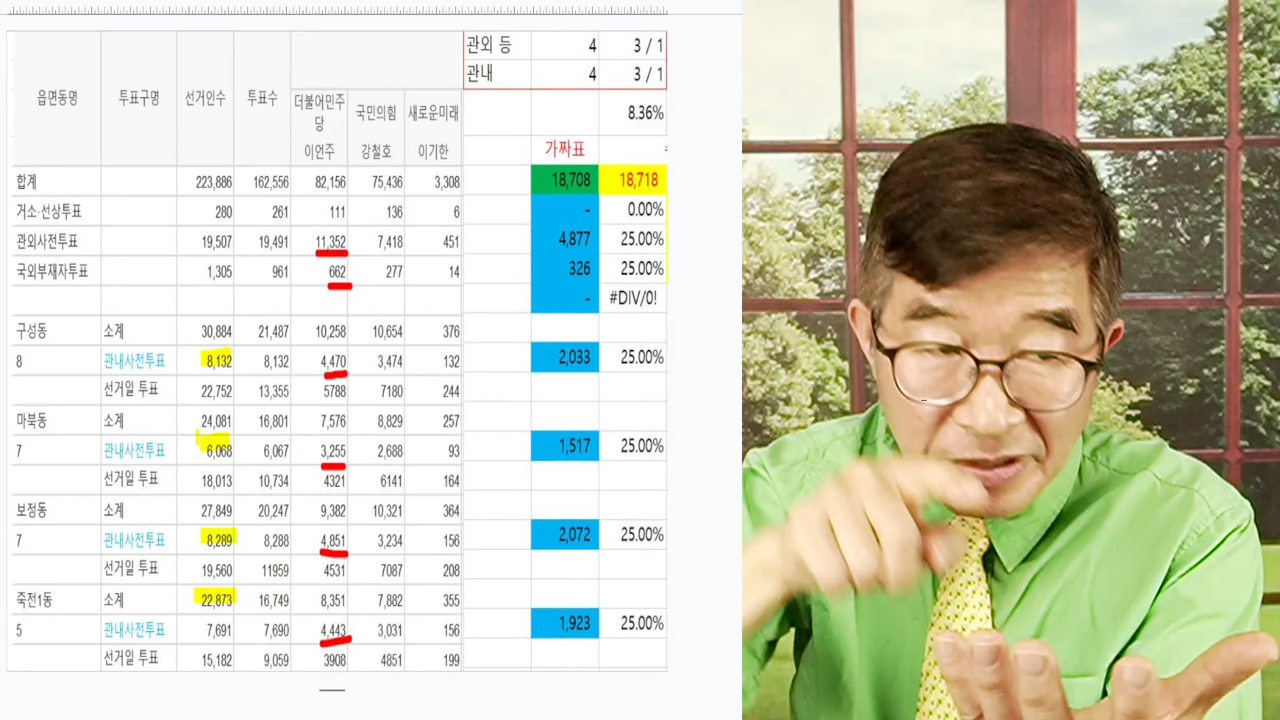 관외 등 4 3 / 1
관내 4 3 / 1
8.36%
읍면동명 투표구명 선거인수 투표수 더불어민주당 이언주 국민의힘 강철호 새로운미래 이기한
가짜표
합계 223,886 162,556 82,156 75,436 3,308 18,708 18,718
거소·선상투표 280 261 111 136 6 - 0.00%
관외사전투표 19,507 19,491 11,352 7,418 451 4,877 25.00%
국외부재자투표 1,305 961 662 277 14 326 25.00%
- #DIV/0!
구성동 소계 30,884 21,487 10,258 10,654 376
8 관내사전투표 8,132 8,132 4,470 3,474 132 2,033 25.00%
선거일 투표 22,752 13,355 5788 7180 244
마북동 소계 24,081 16,801 7,576 8,829 257
7 관내사전투표 6,068 6,067 3,255 2,688 93 1,517 25.00%
선거일 투표 18,013 10,734 4321 6141 164
보정동 소계 27,849 20,247 9,382 10,321 364
7 관내사전투표 8,289 8,288 4,851 3,234 156 2,072 25.00%
선거일 투표 19,560 11959 4531 7087 208
죽전1동 소계 22,873 16,749 8,351 7,882 355
5 관내사전투표 7,691 7,690 4,443 3,031 156 1,923 25.00%
선거일 투표 15,182 9,059 3908 4851 199